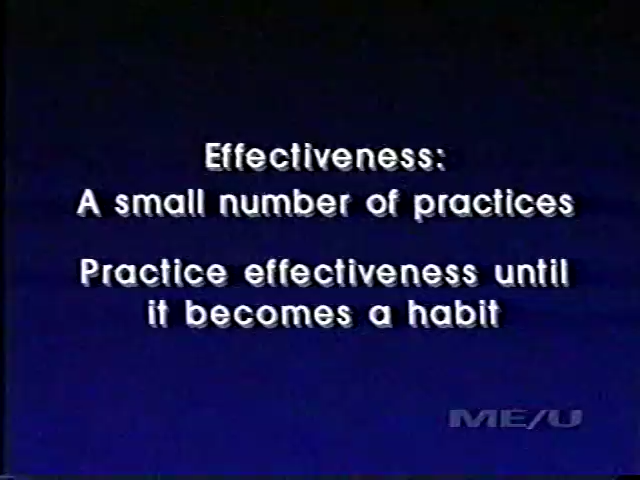 Effectiveness:
A small number of practices
Practice effectiveness until
it becomes a habit
ME/U